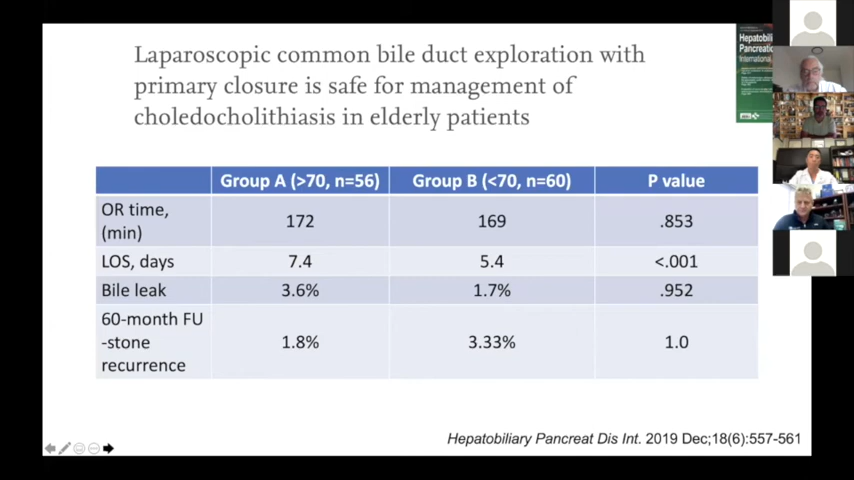 Laparoscopic common bile duct exploration with
primary closure is safe for management of
choledocholithiasis in elderly patients
Hepatobiliary
Pancreatic
International
Group A (>70, n=56) Group B (<70, n=60) P value
OR time,
(min) 172 169 .853
LOS, days 7.4 5.4 <.001
Bile leak 3.6% 1.7% .952
60-month FU
-stone
recurrence 1.8% 3.33% 1.0
Hepatobiliary Pancreat Dis Int. 2019 Dec;18(6):557-561